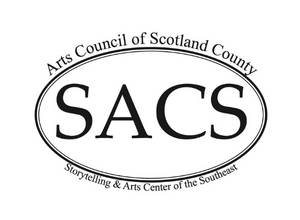 Arts Council of Scotland County
SACS
Storytelling & Arts Center of the Southeast